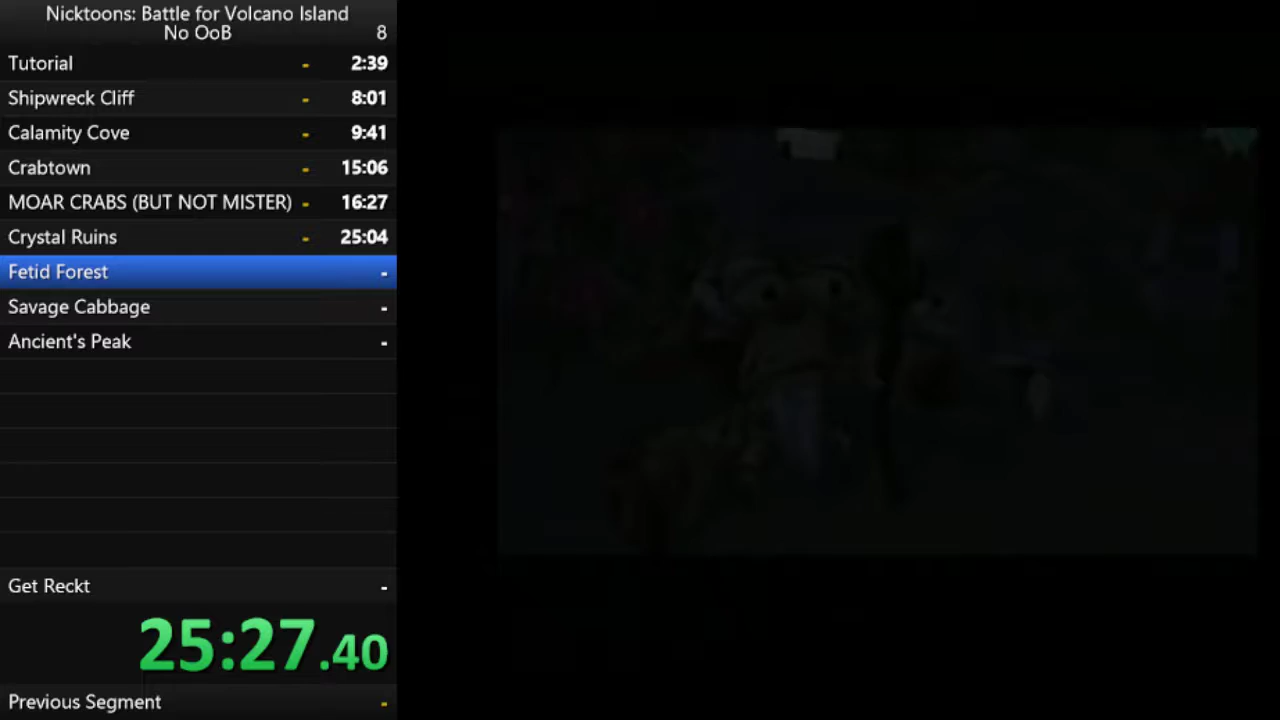 Nicktoons: Battle for Volcano Island
No OoB 8
Tutorial - 2:39
Shipwreck Cliff - 8:01
Calamity Cove - 9:41
Crabtown - 15:06
MOAR CRABS (BUT NOT MISTER) - 16:27
Crystal Ruins - 25:04
Fetid Forest -
Savage Cabbage -
Ancient's Peak -
Get Reckt -
25:27.40
Previous Segment -